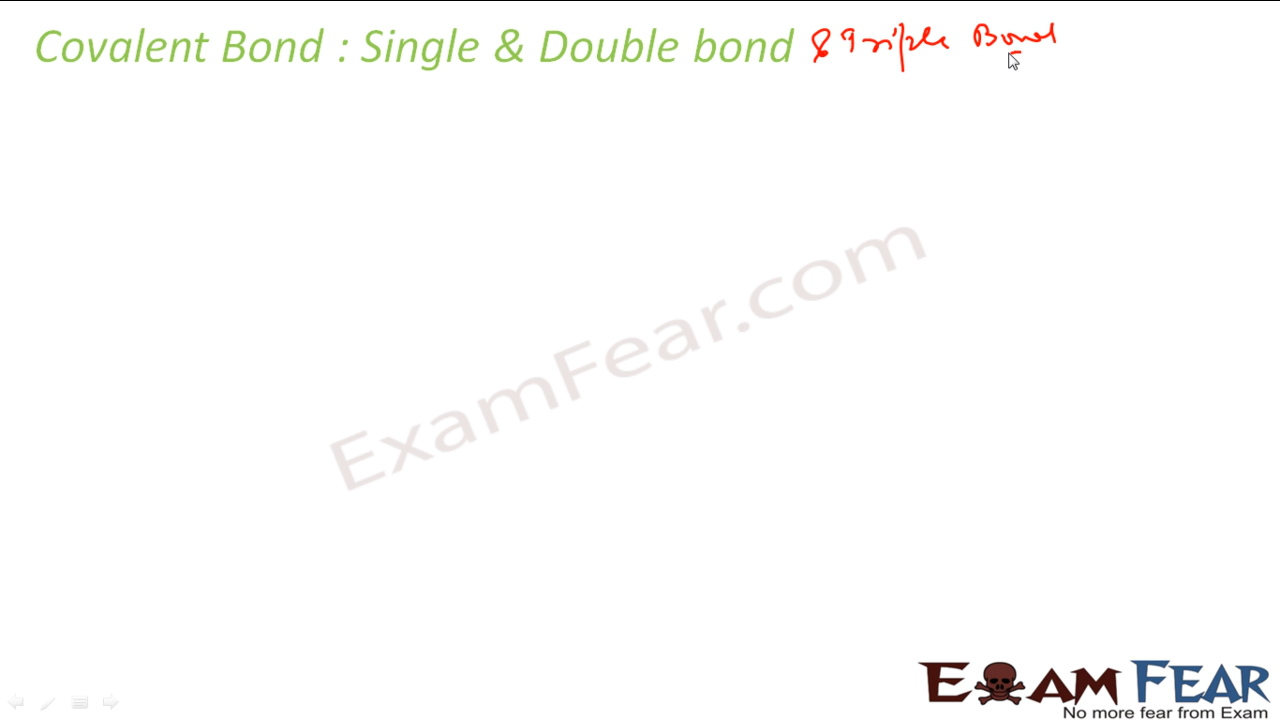 Covalent Bond : Single & Double bond & Triple Bond
ExamFear.com
EXAM FEAR
No more fear from Exam